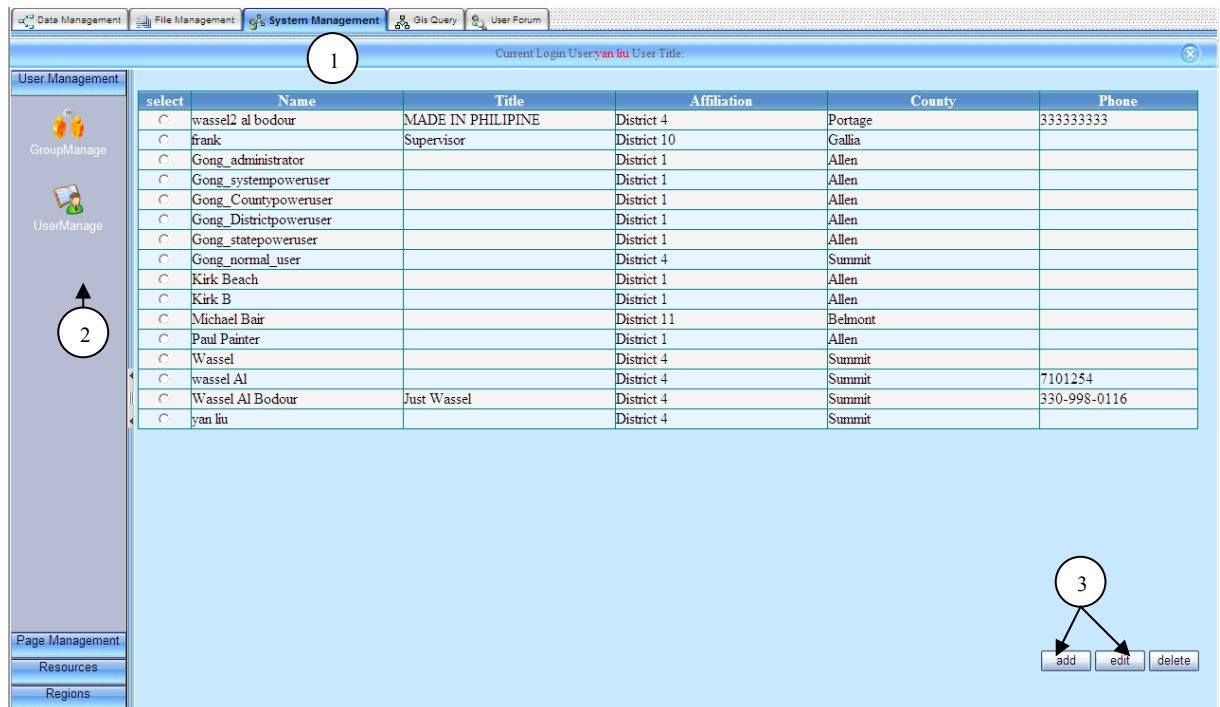 Data Management File Management System Management Gis Query User Forum
1
Current Login User:yan liu User Title:
User Management
select Name Title Affiliation County Phone
wassel2 al bodour MADE IN PHILIPINE District 4 Portage 333333333
frank Supervisor District 10 Gallia
GroupManage
Gong_administrator District 1 Allen
Gong_systempoweruser District 1 Allen
Gong_Countypoweruser District 1 Allen
Gong_Districtpoweruser District 1 Allen
UserManage
Gong_statepoweruser District 1 Allen
Gong_normal_user District 4 Summit
Kirk Beach District 1 Allen
Kirk B District 1 Allen
Michael Bair District 11 Belmont
2
Paul Painter District 1 Allen
Wassel District 4 Summit
wassel Al District 4 Summit 7101254
Wassel Al Bodour Just Wassel District 4 Summit 330-998-0116
yan liu District 4 Summit
3
Page Management
add edit delete
Resources
Regions